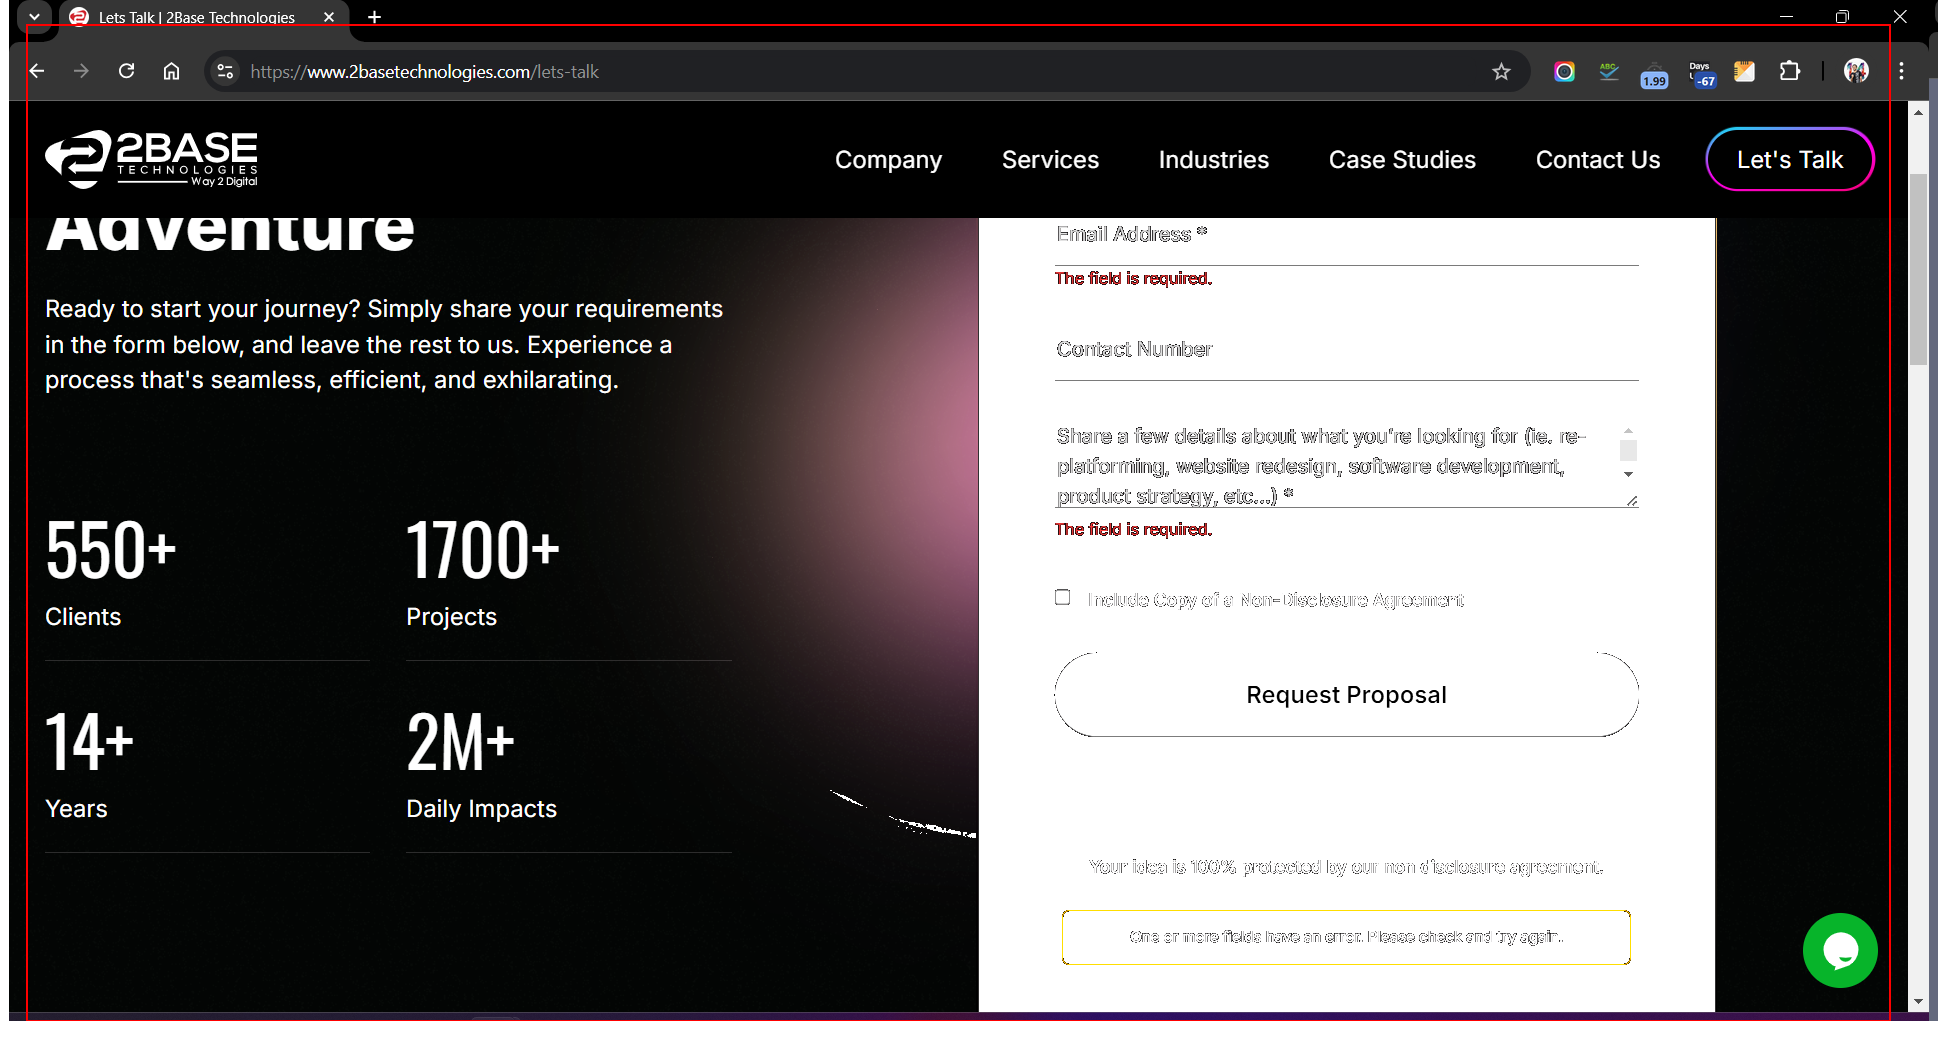 Lets Talk | 2Base Technologies
https://www.2basetechnologies.com/lets-talk
ABC
1.99
Days
-67
2BASE
TECHNOLOGIES
Way 2 Digital
Company
Services
Industries
Case Studies
Contact Us
Let's Talk
Adventure
Ready to start your journey? Simply share your requirements
in the form below, and leave the rest to us. Experience a
process that's seamless, efficient, and exhilarating.
550+
Clients
1700+
Projects
14+
Years
2M+
Daily Impacts
Email Address *
The field is required.
Contact Number
Share a few details about what you're looking for (ie. re-
platforming, website redesign, software development,
product strategy, etc...) *
The field is required.
Include Copy of a Non-Disclosure Agreement
Request Proposal
Your idea is 100% protected by our non disclosure agreement.
One or more fields have an error. Please check and try again.